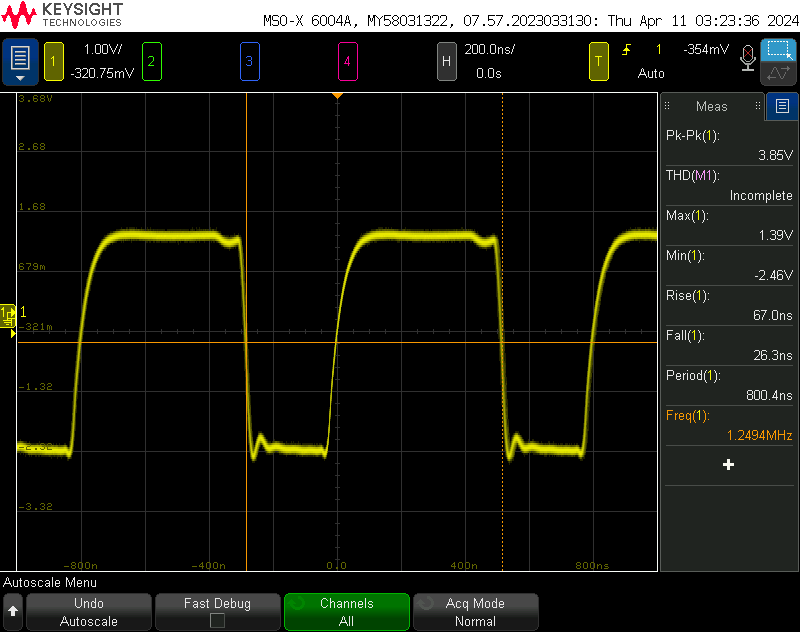 KEYSIGHT
TECHNOLOGIES
MSO-X 6004A, MY58031322, 07.57.2023033130: Thu Apr 11 03:23:36 2024
1 1.00V/ 2 3 4 H 200.0ns/ T 1 -354mV
-320.75mV 0.0s Auto
3.68V
2.68
1.68
679m
1
-321m
-1.32
-2.32
-3.32
-800n -400n 0.0 400n 800ns
Meas
Pk-Pk(1):
3.85V
THD(M1):
Incomplete
Max(1):
1.39V
Min(1):
-2.46V
Rise(1):
67.0ns
Fall(1):
26.3ns
Period(1):
800.4ns
Freq(1):
1.2494MHz
Autoscale Menu
Undo
Autoscale
Fast Debug
Channels
All
Acq Mode
Normal